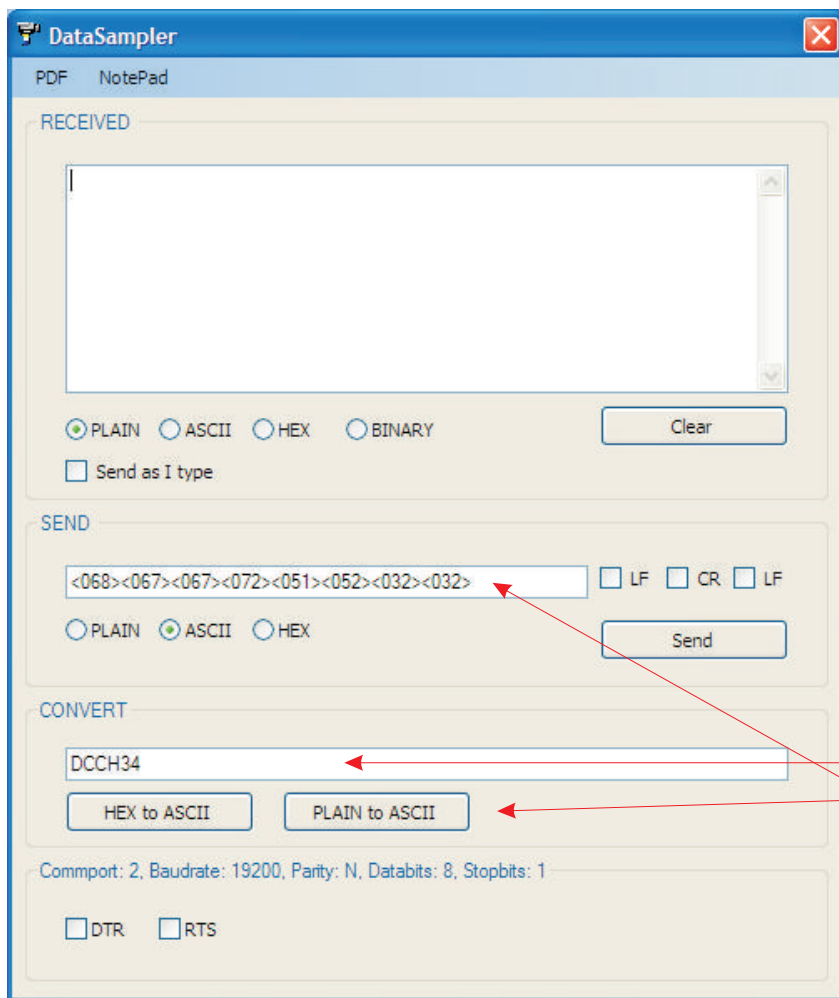 DataSampler
PDF NotePad
RECEIVED
PLAIN ASCII HEX BINARY Clear
Send as I type
SEND
<068><067><067><072><051><052><032><032> LF CR LF
PLAIN ASCII HEX Send
CONVERT
DCCH34
HEX to ASCII PLAIN to ASCII
Commport: 2, Baudrate: 19200, Parity: N, Databits: 8, Stopbits: 1
DTR RTS